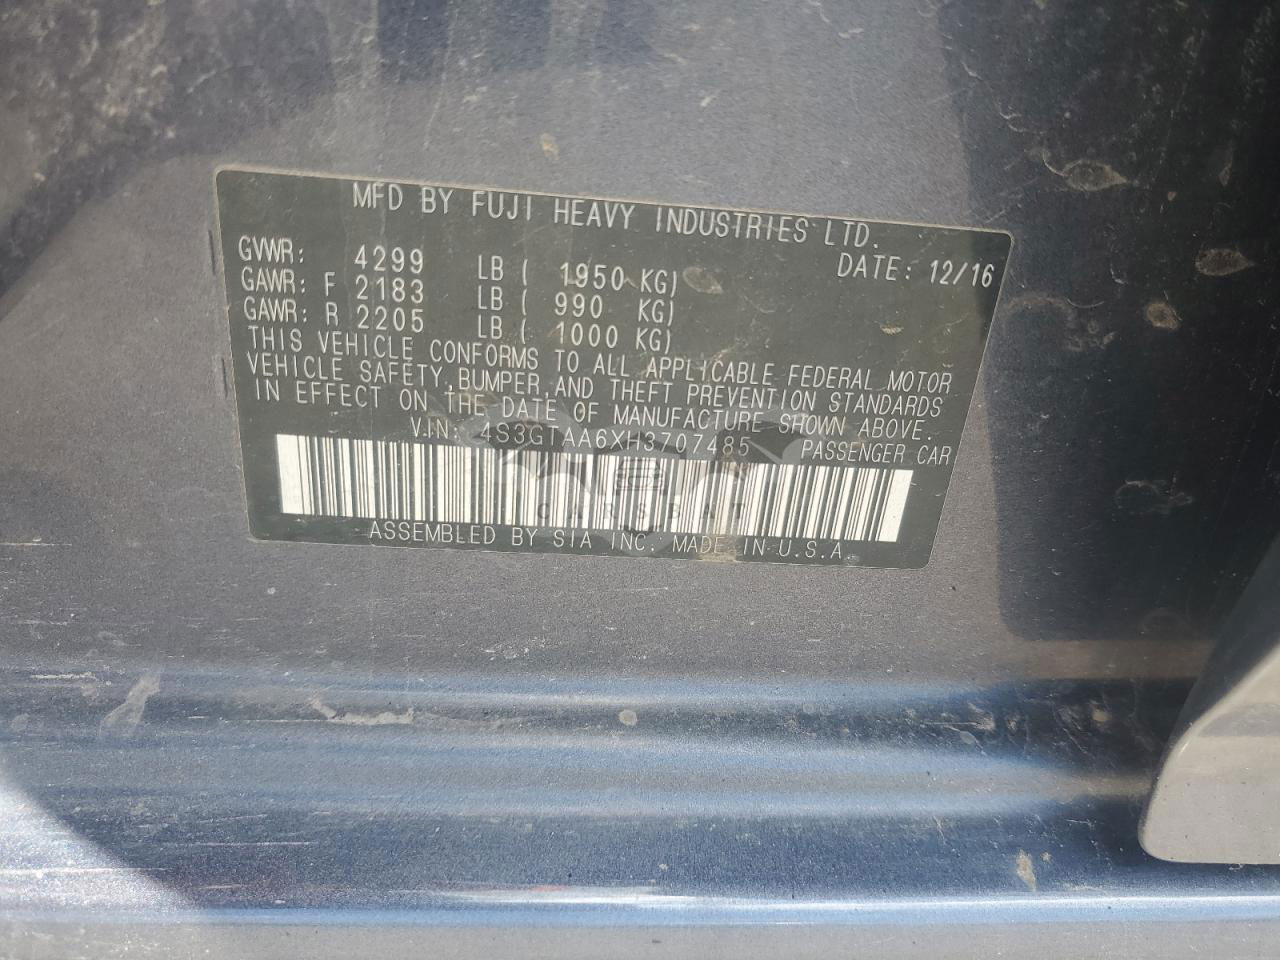 MFD BY FUJI HEAVY INDUSTRIES LTD.
DATE: 12/16
GVWR: 4299 LB ( 1950 KG)
GAWR: F 2183 LB ( 990 KG)
GAWR: R 2205 LB ( 1000 KG)
THIS VEHICLE CONFORMS TO ALL APPLICABLE FEDERAL MOTOR
VEHICLE SAFETY,BUMPER,AND THEFT PREVENTION STANDARDS
IN EFFECT ON THE DATE OF MANUFACTURE SHOWN ABOVE.
V.I.N: 4S3GTAA6XH3707485 PASSENGER CAR
CARSBAT
ASSEMBLED BY SIA INC. MADE IN U.S.A